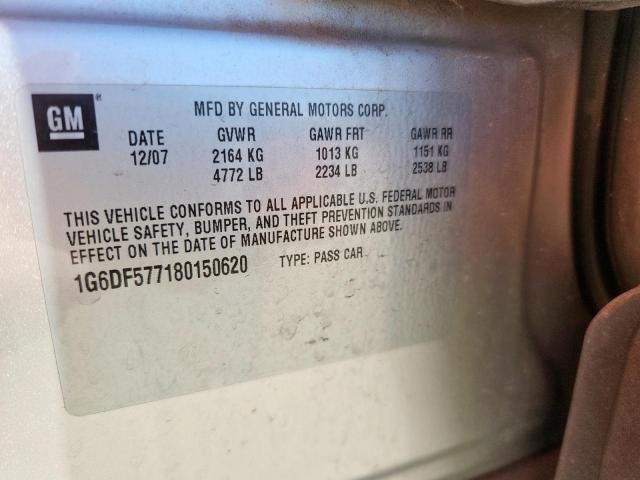 GM
MFD BY GENERAL MOTORS CORP.
DATE GVWR GAWR FRT GAWR RR
12/07 2164 KG 1013 KG 1151 KG
4772 LB 2234 LB 2538 LB
THIS VEHICLE CONFORMS TO ALL APPLICABLE U.S. FEDERAL MOTOR
VEHICLE SAFETY, BUMPER, AND THEFT PREVENTION STANDARDS IN
EFFECT ON THE DATE OF MANUFACTURE SHOWN ABOVE.
1G6DF577180150620 TYPE: PASS CAR